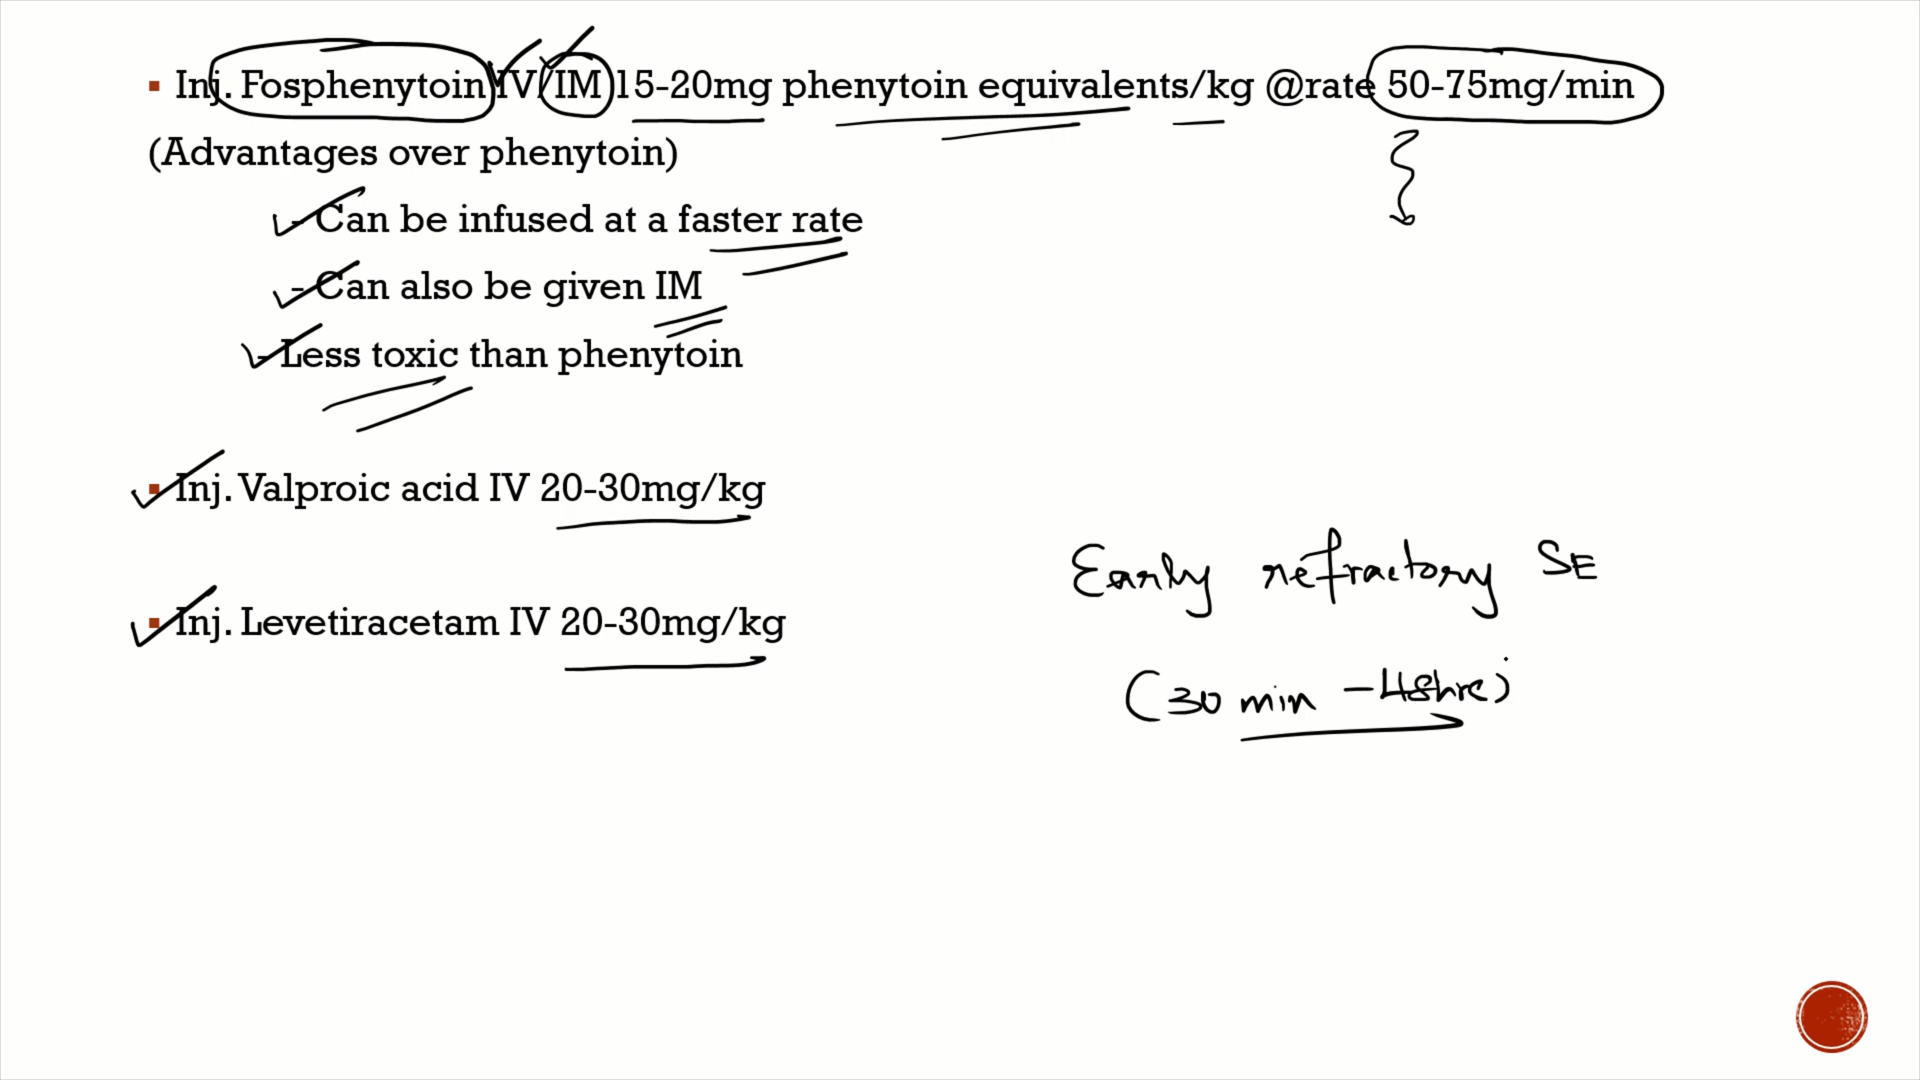 ▪ Inj. Fosphenytoin IV/IM 15-20mg phenytoin equivalents/kg @rate 50-75mg/min
(Advantages over phenytoin)
- Can be infused at a faster rate
- Can also be given IM
- Less toxic than phenytoin
▪ Inj. Valproic acid IV 20-30mg/kg
Early refractory SE
▪ Inj. Levetiracetam IV 20-30mg/kg
(30 min - 48hrs)